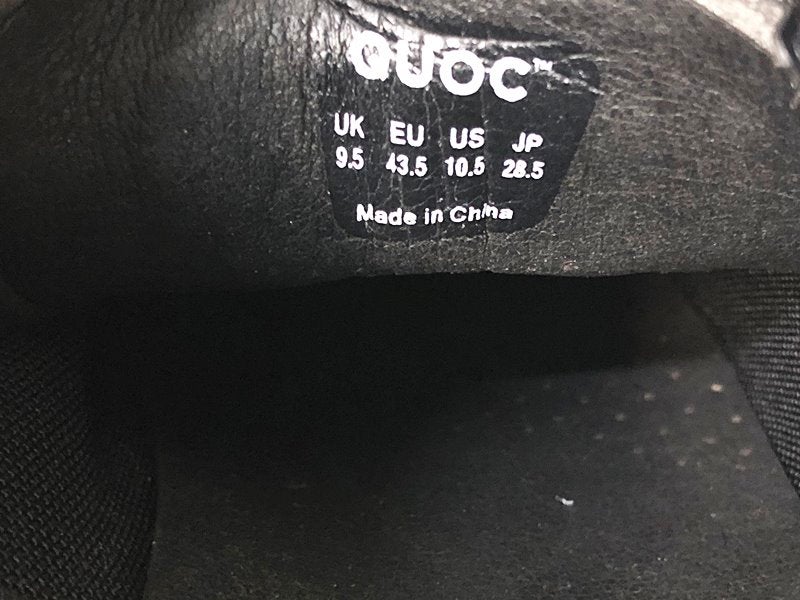 QUOC™
UK EU US JP
9.5 43.5 10.5 28.5
Made in China